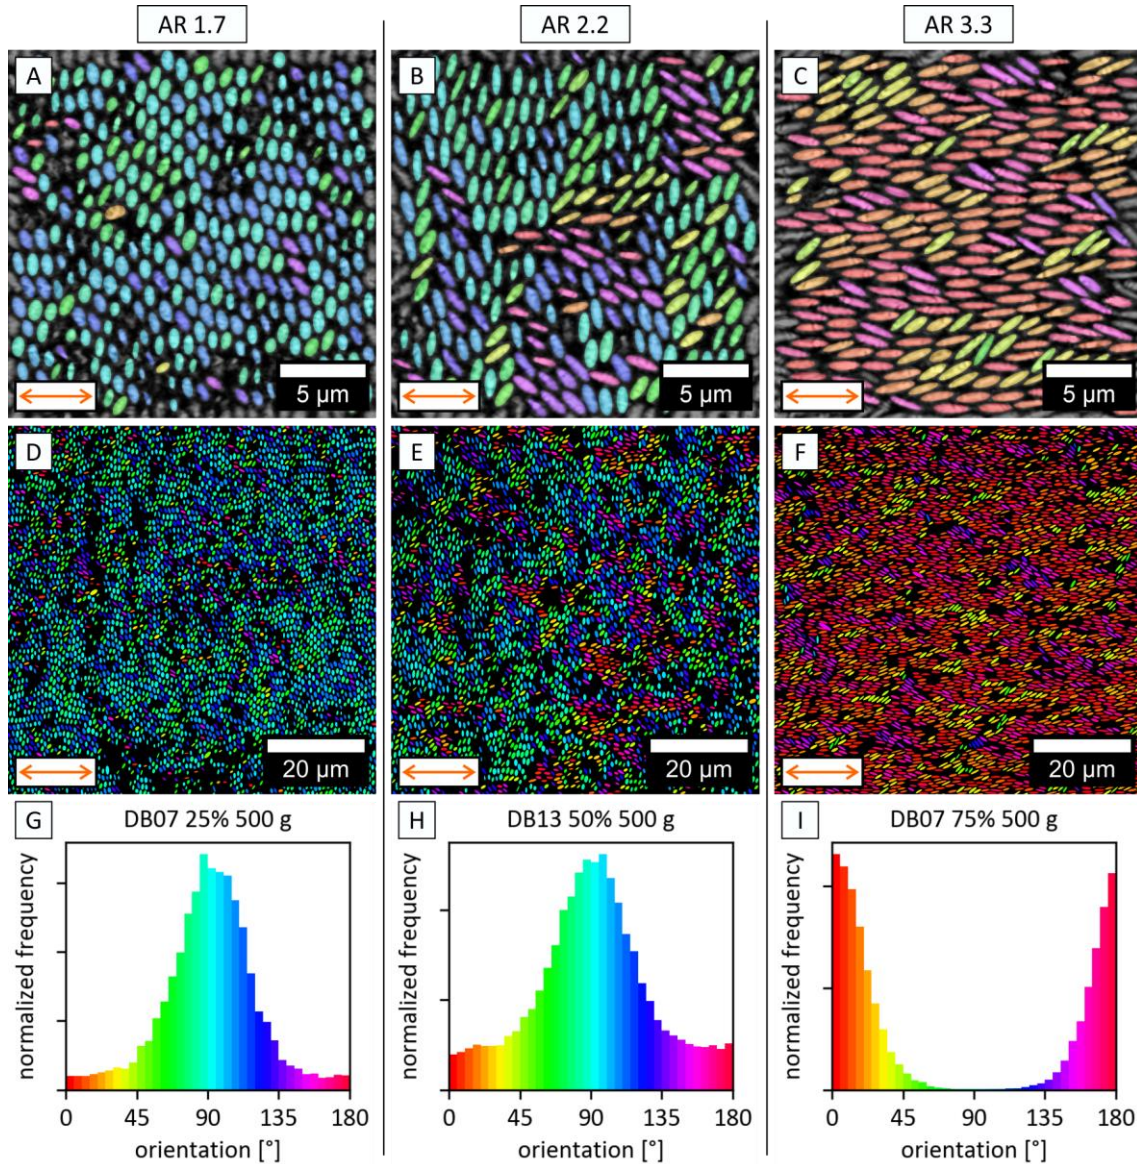 AR 1.7
AR 2.2
AR 3.3
A
B
C
5 µm
5 µm
5 µm
D
E
F
20 µm
20 µm
20 µm
G
DB07 25% 500 g
H
DB13 50% 500 g
I
DB07 75% 500 g
normalized frequency
normalized frequency
normalized frequency
0 45 90 135 180
0 45 90 135 180
0 45 90 135 180
orientation [°]
orientation [°]
orientation [°]